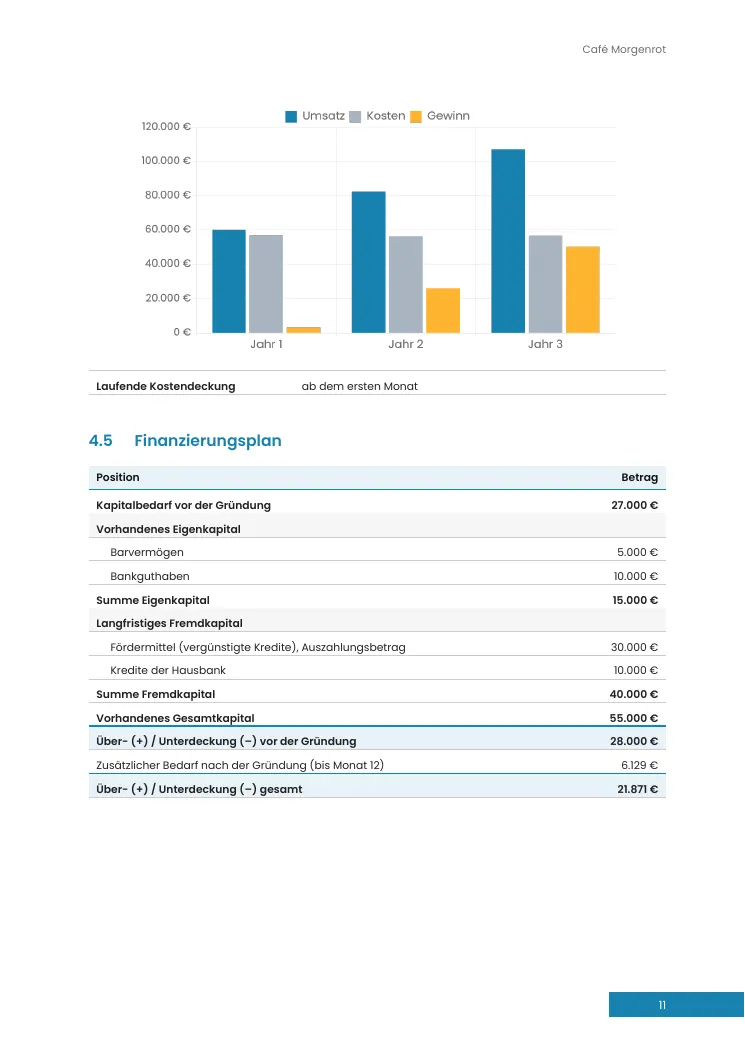 Café Morgenrot
Umsatz Kosten Gewinn
120.000 €
100.000 €
80.000 €
60.000 €
40.000 €
20.000 €
0 €
Jahr 1 Jahr 2 Jahr 3
Laufende Kostendeckung ab dem ersten Monat
4.5 Finanzierungsplan
Position Betrag
Kapitalbedarf vor der Gründung 27.000 €
Vorhandenes Eigenkapital
Barvermögen 5.000 €
Bankguthaben 10.000 €
Summe Eigenkapital 15.000 €
Langfristiges Fremdkapital
Fördermittel (vergünstigte Kredite), Auszahlungsbetrag 30.000 €
Kredite der Hausbank 10.000 €
Summe Fremdkapital 40.000 €
Vorhandenes Gesamtkapital 55.000 €
Über- (+) / Unterdeckung (–) vor der Gründung 28.000 €
Zusätzlicher Bedarf nach der Gründung (bis Monat 12) 6.129 €
Über- (+) / Unterdeckung (–) gesamt 21.871 €
11